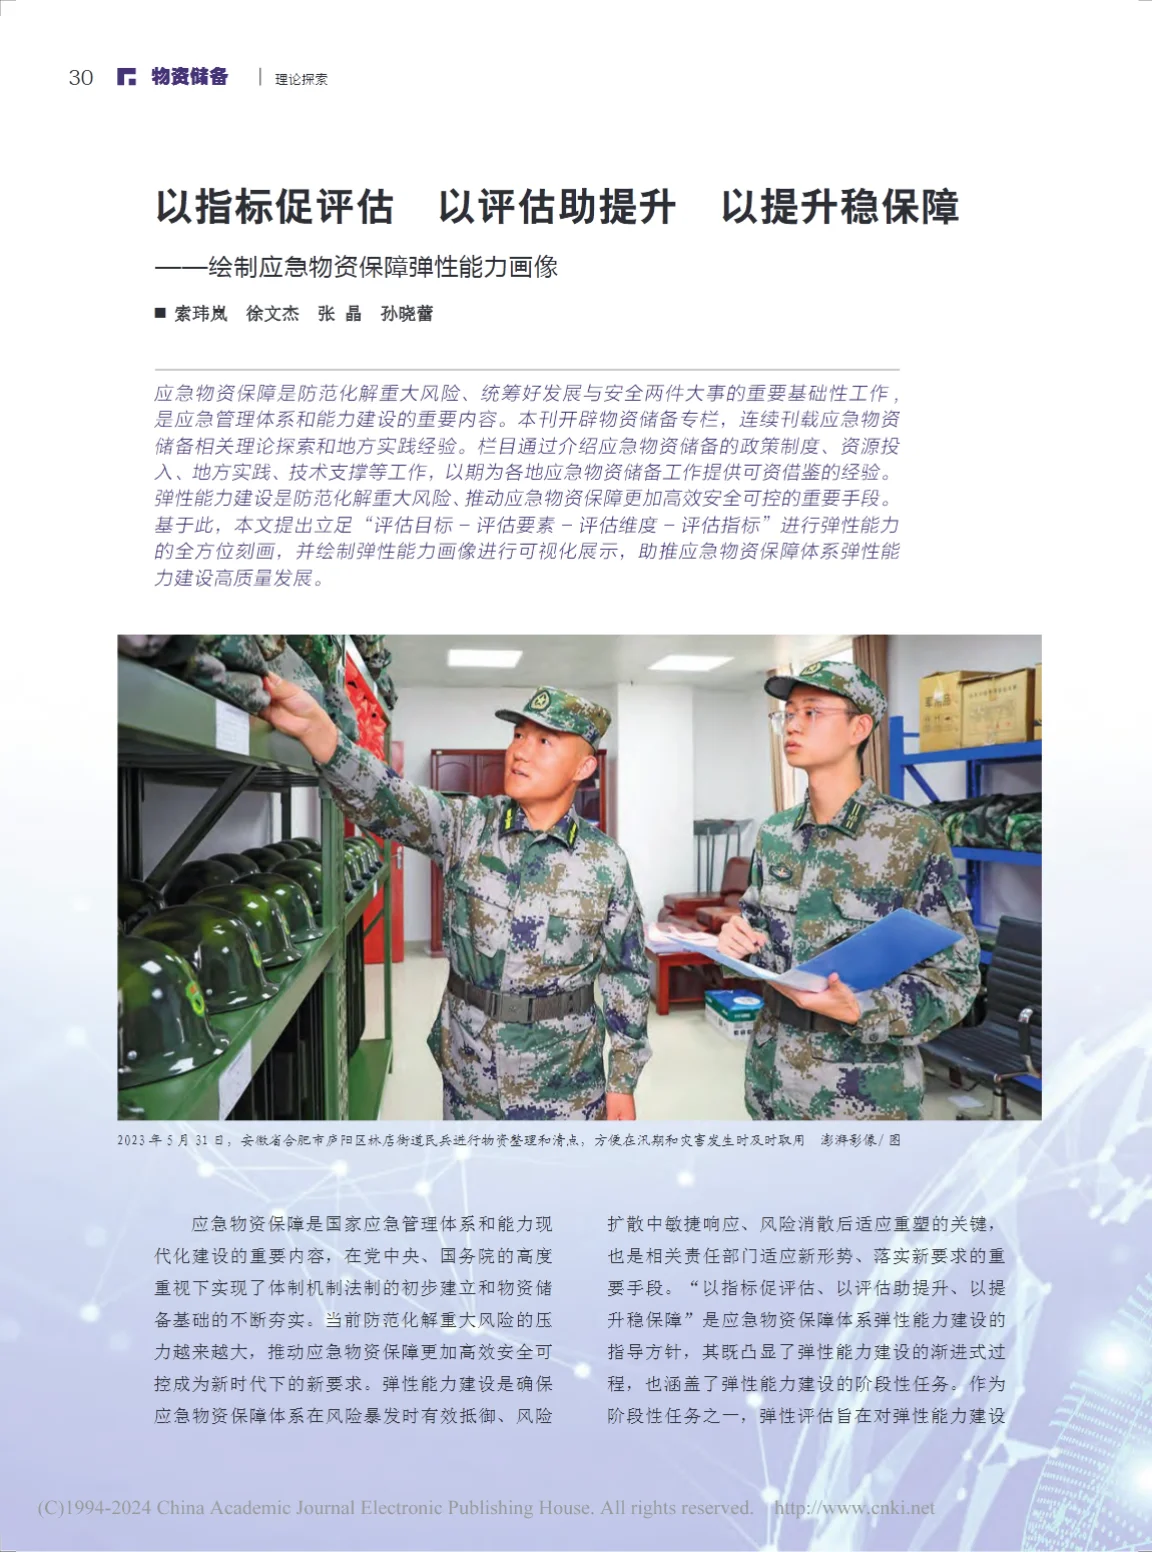 30 物资储备 | 理论探索
以指标促评估 以评估助提升 以提升稳保障
——绘制应急物资保障弹性能力画像
■ 索玮岚 徐文杰 张 晶 孙晓蕾
应急物资保障是防范化解重大风险、统筹好发展与安全两件大事的重要基础性工作，
是应急管理体系和能力建设的重要内容。本刊开辟物资储备专栏，连续刊载应急物资
储备相关理论探索和地方实践经验。栏目通过介绍应急物资储备的政策制度、资源投
入、地方实践、技术支撑等工作，以期为各地应急物资储备工作提供可资借鉴的经验。
弹性能力建设是防范化解重大风险、推动应急物资保障更加高效安全可控的重要手段。
基于此，本文提出立足“评估目标－评估要素－评估维度－评估指标”进行弹性能力
的全方位刻画，并绘制弹性能力画像进行可视化展示，助推应急物资保障体系弹性能
力建设高质量发展。
2023年5月31日，安徽省合肥市庐阳区林店街道民兵进行物资整理和清点，方便在汛期和灾害发生时及时取用 澎湃影像/图
应急物资保障是国家应急管理体系和能力现
代化建设的重要内容，在党中央、国务院的高度
重视下实现了体制机制法制的初步建立和物资储
备基础的不断夯实。当前防范化解重大风险的压
力越来越大，推动应急物资保障更加高效安全可
控成为新时代下的新要求。弹性能力建设是确保
应急物资保障体系在风险暴发时有效抵御、风险
扩散中敏捷响应、风险消散后适应重塑的关键，
也是相关责任部门适应新形势、落实新要求的重
要手段。“以指标促评估、以评估助提升、以提
升稳保障”是应急物资保障体系弹性能力建设的
指导方针，其既凸显了弹性能力建设的渐进式过
程，也涵盖了弹性能力建设的阶段性任务。作为
阶段性任务之一，弹性评估旨在对弹性能力建设
(C)1994-2024 China Academic Journal Electronic Publishing House. All rights reserved. http://www.cnki.net